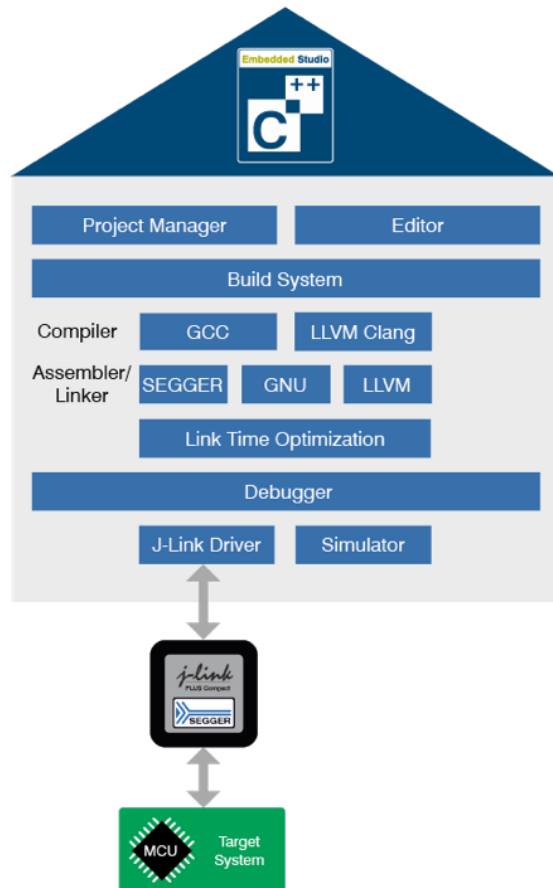 Embedded Studio
C ++
Project Manager Editor
Build System
Compiler GCC LLVM Clang
Assembler/
Linker SEGGER GNU LLVM
Link Time Optimization
Debugger
J-Link Driver Simulator
j-link
PLUS Compact
SEGGER
MCU Target
System